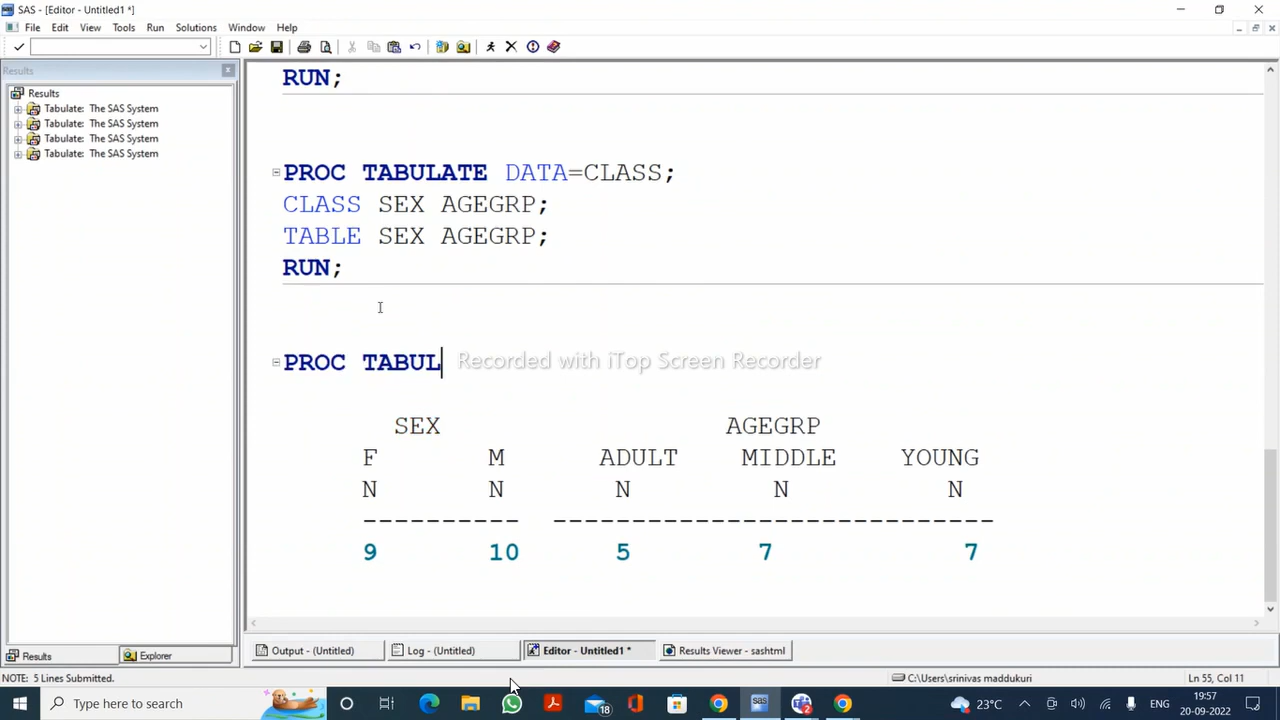 SAS - [Editor - Untitled1 *]
File Edit View Tools Run Solutions Window Help
Results
Results
Tabulate: The SAS System
Tabulate: The SAS System
Tabulate: The SAS System
Tabulate: The SAS System
RUN;
PROC TABULATE DATA=CLASS;
CLASS SEX AGEGRP;
TABLE SEX AGEGRP;
RUN;
PROC TABUL
Recorded with iTop Screen Recorder
SEX AGEGRP
F M ADULT MIDDLE YOUNG
N N N N N
---------- ----------------------------
9 10 5 7 7
Results Explorer
Output - (Untitled) Log - (Untitled) Editor - Untitled1 * Results Viewer - sashtml
NOTE: 5 Lines Submitted. C:\Users\srinivas maddukuri Ln 55, Col 11
Type here to search 18 2 23°C ENG 19:57
20-09-2022